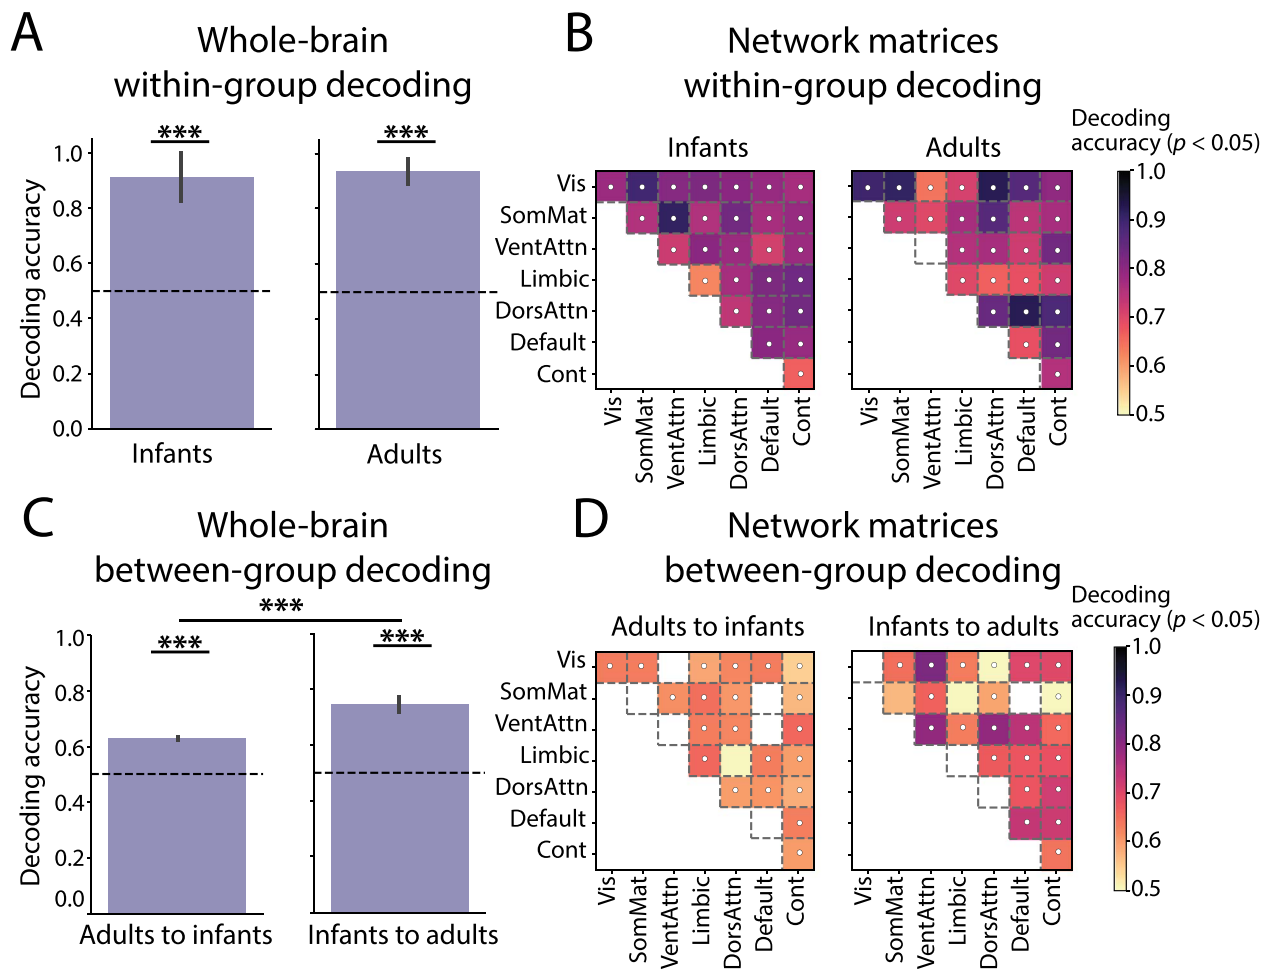 A
Whole-brain
within-group decoding
***
***
Decoding accuracy
1.0
0.8
0.6
0.4
0.2
0.0
Infants
Adults
B
Network matrices
within-group decoding
Decoding
accuracy (p < 0.05)
Infants
Adults
Vis
SomMat
VentAttn
Limbic
DorsAttn
Default
Cont
Vis
SomMat
VentAttn
Limbic
DorsAttn
Default
Cont
Vis
SomMat
VentAttn
Limbic
DorsAttn
Default
Cont
1.0
0.9
0.8
0.7
0.6
0.5
C
Whole-brain
between-group decoding
***
***
***
Decoding accuracy
1.0
0.8
0.6
0.4
0.2
0.0
Adults to infants
Infants to adults
D
Network matrices
between-group decoding
Decoding
accuracy (p < 0.05)
Adults to infants
Infants to adults
Vis
SomMat
VentAttn
Limbic
DorsAttn
Default
Cont
Vis
SomMat
VentAttn
Limbic
DorsAttn
Default
Cont
Vis
SomMat
VentAttn
Limbic
DorsAttn
Default
Cont
1.0
0.9
0.8
0.7
0.6
0.5